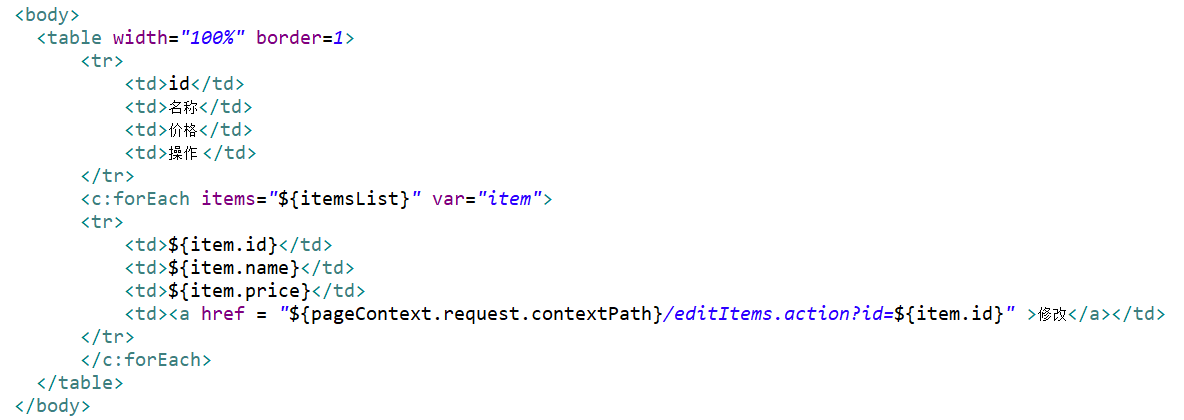 <body>
<table width="100%" border=1>
<tr>
<td>id</td>
<td>名称</td>
<td>价格</td>
<td>操作 </td>
</tr>
<c:forEach items="${itemsList}" var="item">
<tr>
<td>${item.id}</td>
<td>${item.name}</td>
<td>${item.price}</td>
<td><a href = "${pageContext.request.contextPath}/editItems.action?id=${item.id}" >修改</a></td>
</tr>
</c:forEach>
</table>
</body>